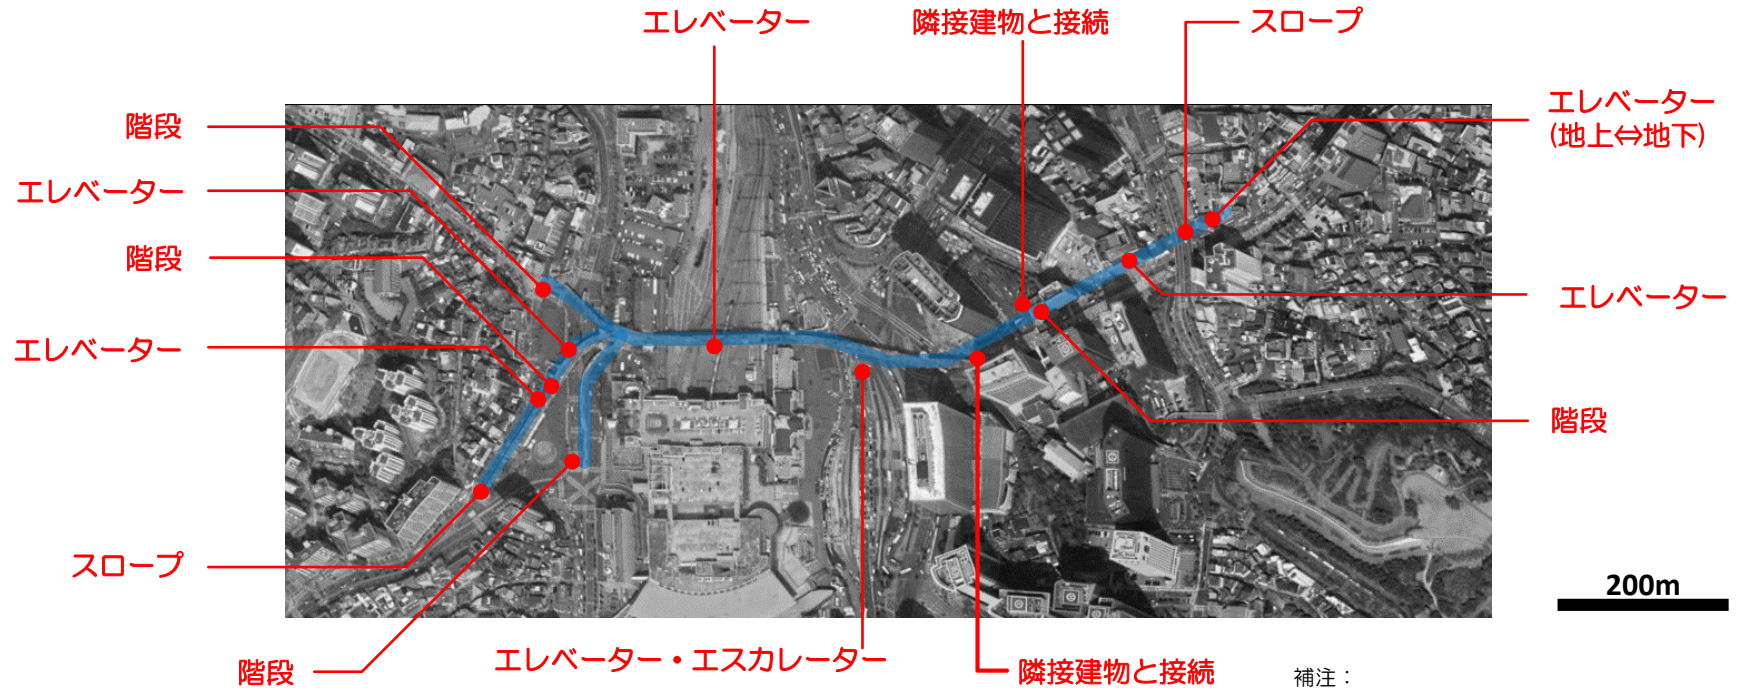 エレベーター
隣接建物と接続
スロープ
エレベーター
(地上⇔地下)
階段
エレベーター
階段
エレベーター
エレベーター
階段
スロープ
200m
階段
エレベーター・エスカレーター
隣接建物と接続
補注：